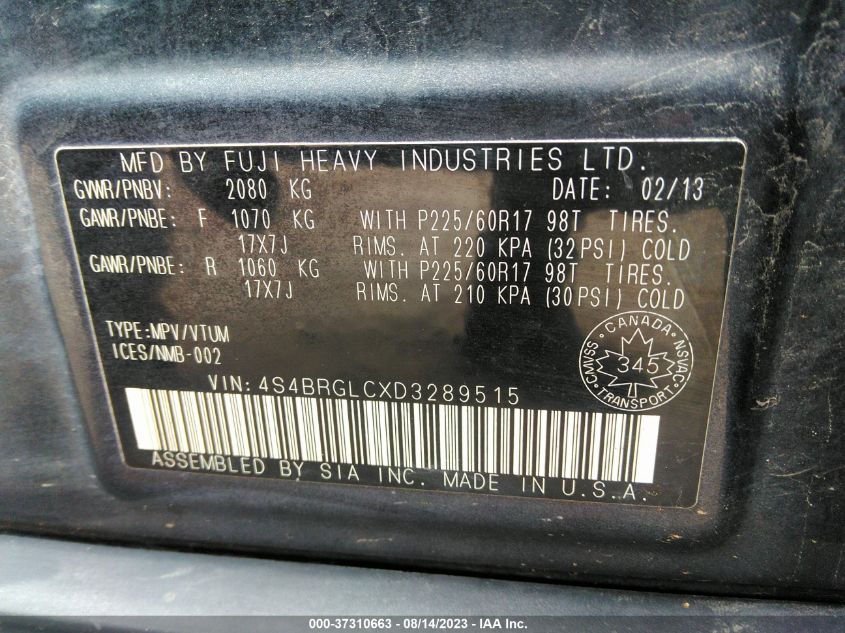 MFD BY FUJI HEAVY INDUSTRIES LTD.
GVWR/PNBV: 2080 KG DATE: 02/13
GAWR/PNBE: F 1070 KG WITH P225/60R17 98T TIRES.
17X7J RIMS. AT 220 KPA (32PSI) COLD
GAWR/PNBE: R 1060 KG WITH P225/60R17 98T TIRES.
17X7J RIMS. AT 210 KPA (30PSI) COLD
TYPE:MPV/VTUM
ICES/NMB-002
CANADA
CMVSS 345 NSVAC
TRANSPORT
VIN: 4S4BRGLCXD3289515
ASSEMBLED BY SIA INC. MADE IN U.S.A.
000-37310663 - 08/14/2023 - IAA Inc.